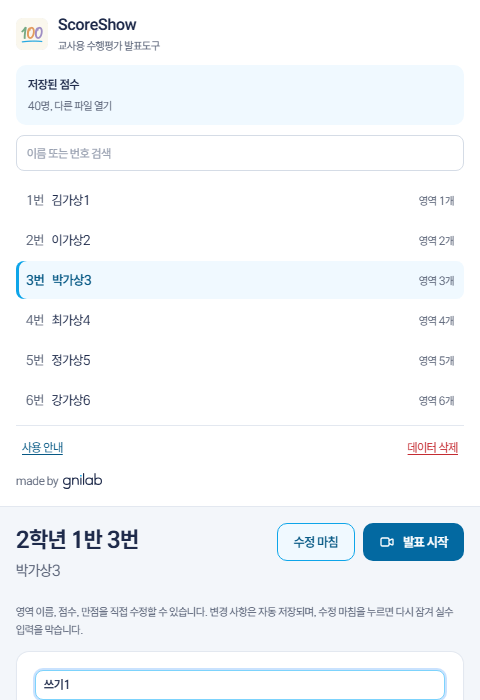 100
ScoreShow
교사용 수행평가 발표도구
저장된 점수
40명, 다른 파일 열기
이름 또는 번호 검색
1번 김가상1 영역 1개
2번 이가상2 영역 2개
3번 박가상3 영역 3개
4번 최가상4 영역 4개
5번 정가상5 영역 5개
6번 강가상6 영역 6개
사용 안내 데이터 삭제
made by gnilab
2학년 1반 3번 수정 마침 발표 시작
박가상3
영역 이름, 점수, 만점을 직접 수정할 수 있습니다. 변경 사항은 자동 저장되며, 수정 마침을 누르면 다시 잠겨 실수
입력을 막습니다.
쓰기1